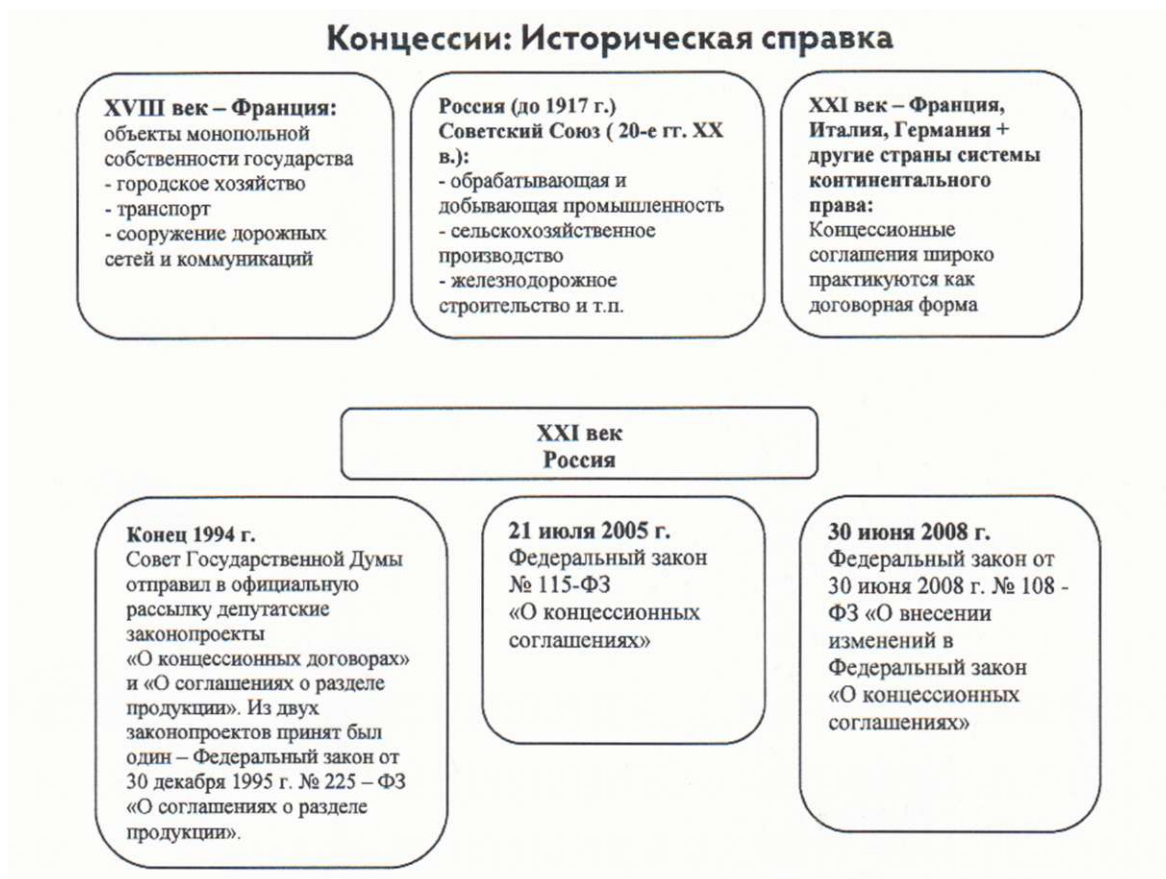 Концессии: Историческая справка
XVIII век – Франция:
объекты монопольной
собственности государства
- городское хозяйство
- транспорт
- сооружение дорожных
сетей и коммуникаций
Россия (до 1917 г.)
Советский Союз ( 20-е гг. XX
в.):
- обрабатывающая и
добывающая промышленность
- сельскохозяйственное
производство
- железнодорожное
строительство и т.п.
XXI век – Франция,
Италия, Германия +
другие страны системы
континентального
права:
Концессионные
соглашения широко
практикуются как
договорная форма
XXI век
Россия
Конец 1994 г.
Совет Государственной Думы
отправил в официальную
рассылку депутатские
законопроекты
«О концессионных договорах»
и «О соглашениях о разделе
продукции». Из двух
законопроектов принят был
один – Федеральный закон от
30 декабря 1995 г. № 225 – ФЗ
«О соглашениях о разделе
продукции».
21 июля 2005 г.
Федеральный закон
№ 115-ФЗ
«О концессионных
соглашениях»
30 июня 2008 г.
Федеральный закон от
30 июня 2008 г. № 108 -
ФЗ «О внесении
изменений в
Федеральный закон
«О концессионных
соглашениях»